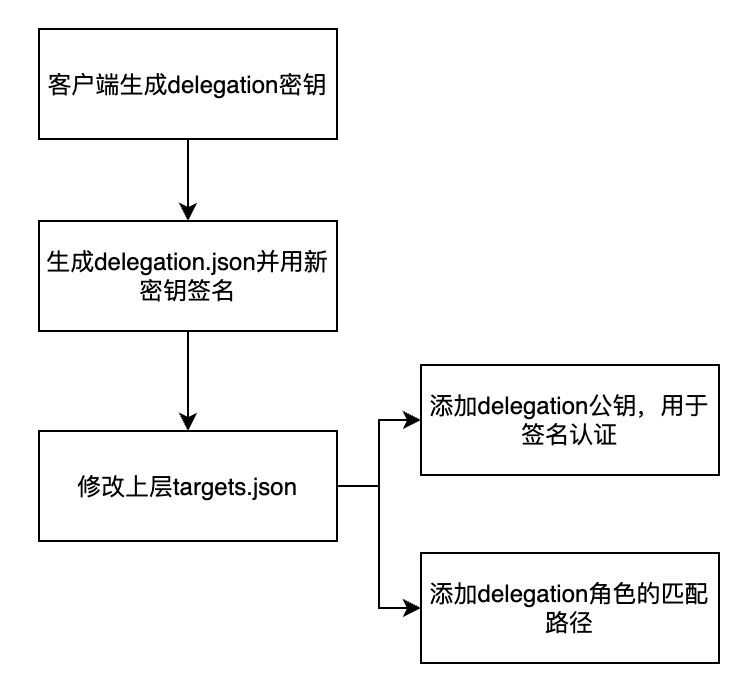 客户端生成delegation密钥
生成delegation.json并用新
密钥签名
修改上层targets.json
添加delegation公钥，用于
签名认证
添加delegation角色的匹配
路径